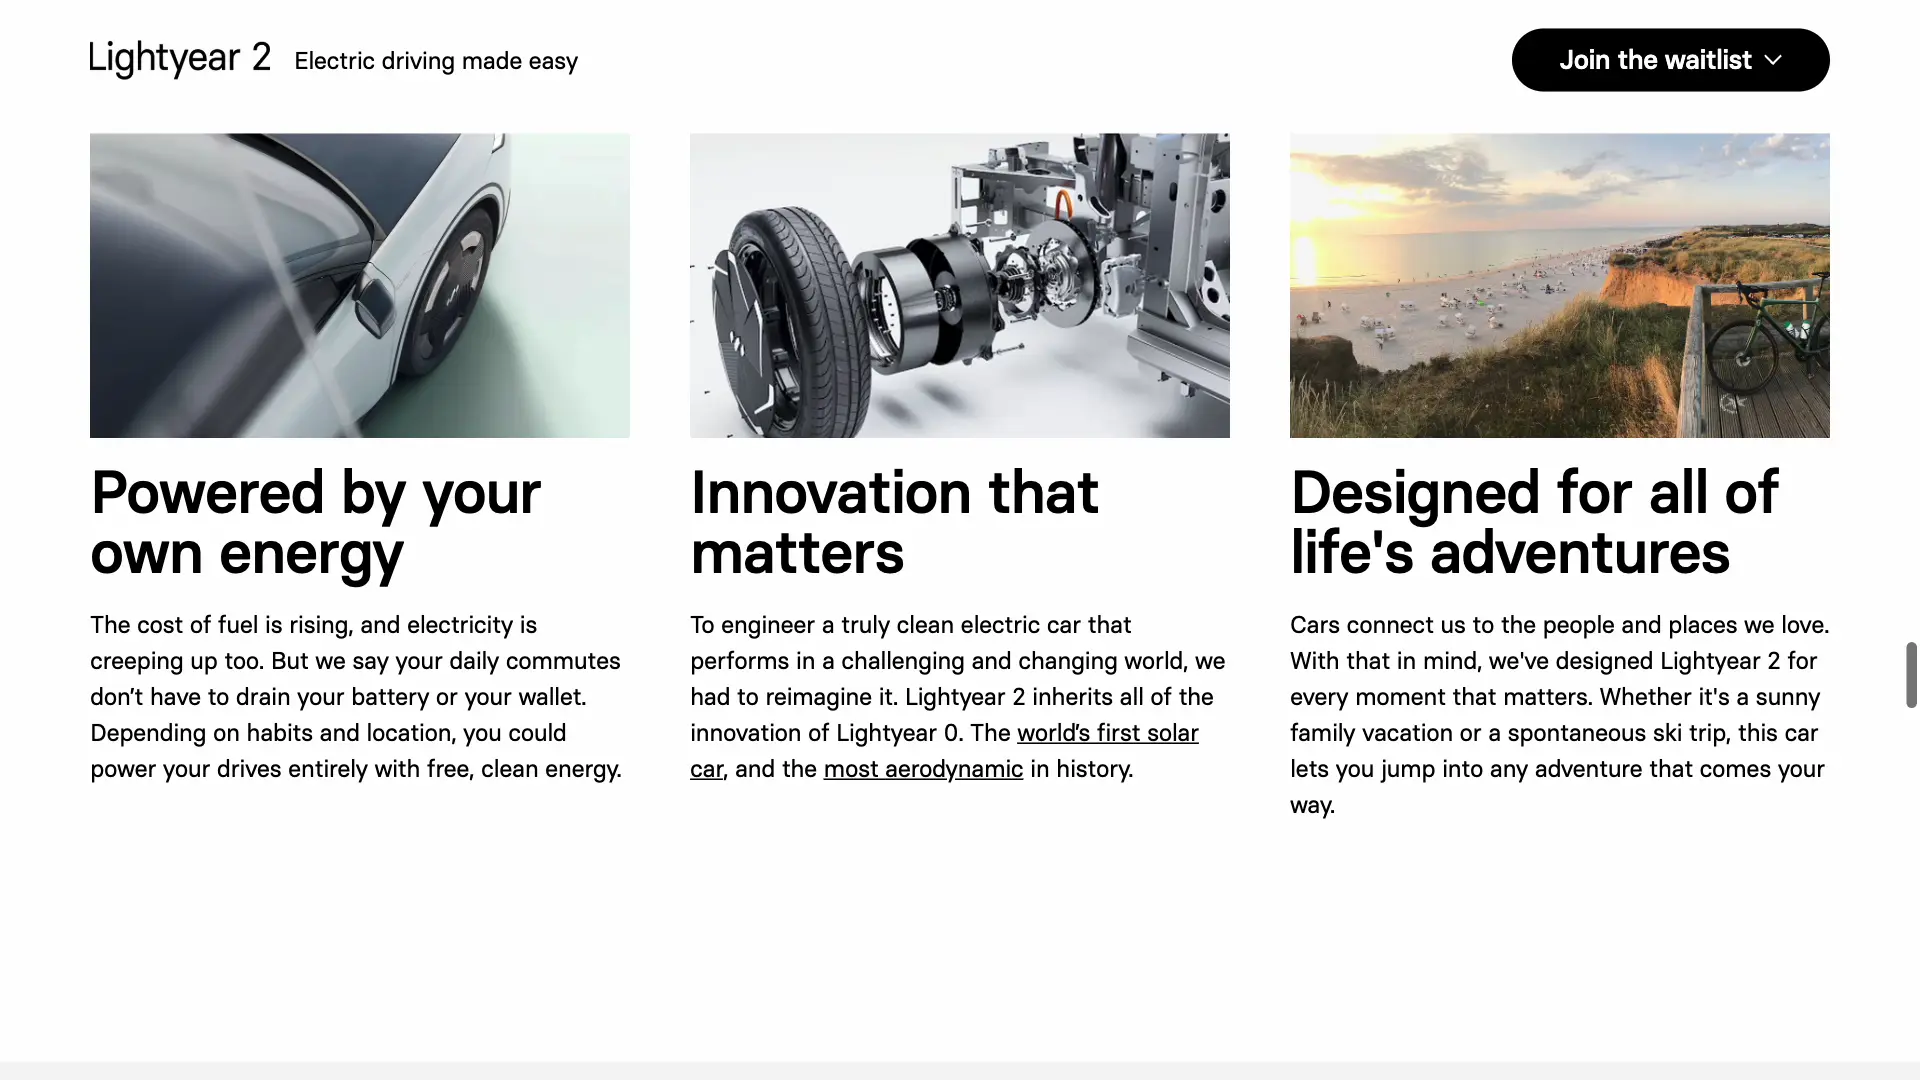 Lightyear 2 Electric driving made easy
Join the waitlist
Powered by your
own energy
The cost of fuel is rising, and electricity is
creeping up too. But we say your daily commutes
don’t have to drain your battery or your wallet.
Depending on habits and location, you could
power your drives entirely with free, clean energy.
Innovation that
matters
To engineer a truly clean electric car that
performs in a challenging and changing world, we
had to reimagine it. Lightyear 2 inherits all of the
innovation of Lightyear 0. The world’s first solar
car, and the most aerodynamic in history.
Designed for all of
life's adventures
Cars connect us to the people and places we love.
With that in mind, we've designed Lightyear 2 for
every moment that matters. Whether it's a sunny
family vacation or a spontaneous ski trip, this car
lets you jump into any adventure that comes your
way.